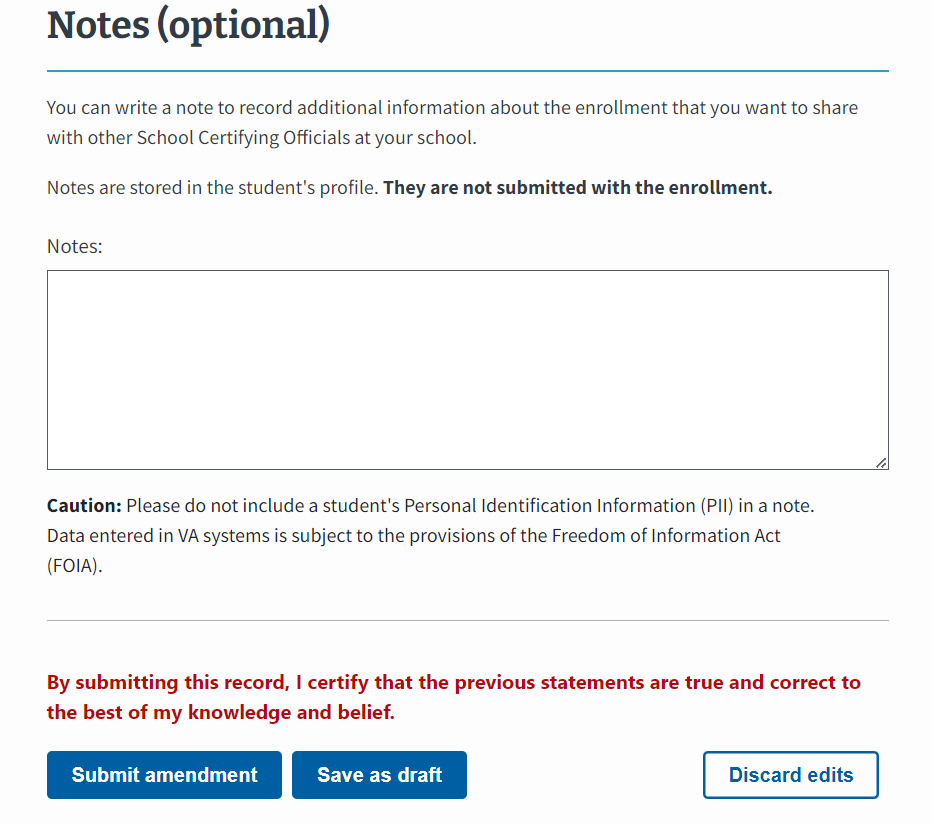 Notes (optional)
You can write a note to record additional information about the enrollment that you want to share
with other School Certifying Officials at your school.
Notes are stored in the student's profile. They are not submitted with the enrollment.
Notes:
Caution: Please do not include a student's Personal Identification Information (PII) in a note.
Data entered in VA systems is subject to the provisions of the Freedom of Information Act
(FOIA).
By submitting this record, I certify that the previous statements are true and correct to
the best of my knowledge and belief.
Submit amendment Save as draft Discard edits